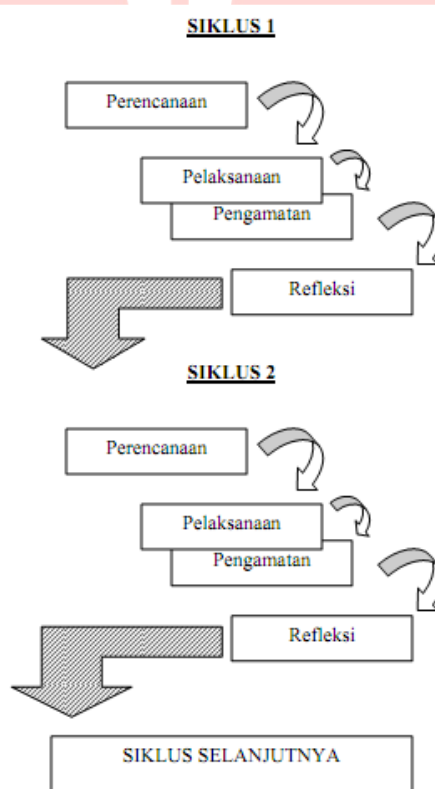 SIKLUS 1
Perencanaan
Pelaksanaan
Pengamatan
Refleksi
SIKLUS 2
Perencanaan
Pelaksanaan
Pengamatan
Refleksi
SIKLUS SELANJUTNYA